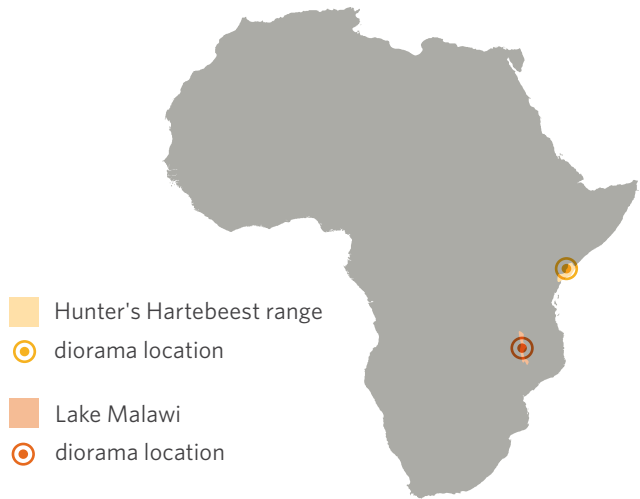 Hunter's Hartebeest range
diorama location
Lake Malawi
diorama location